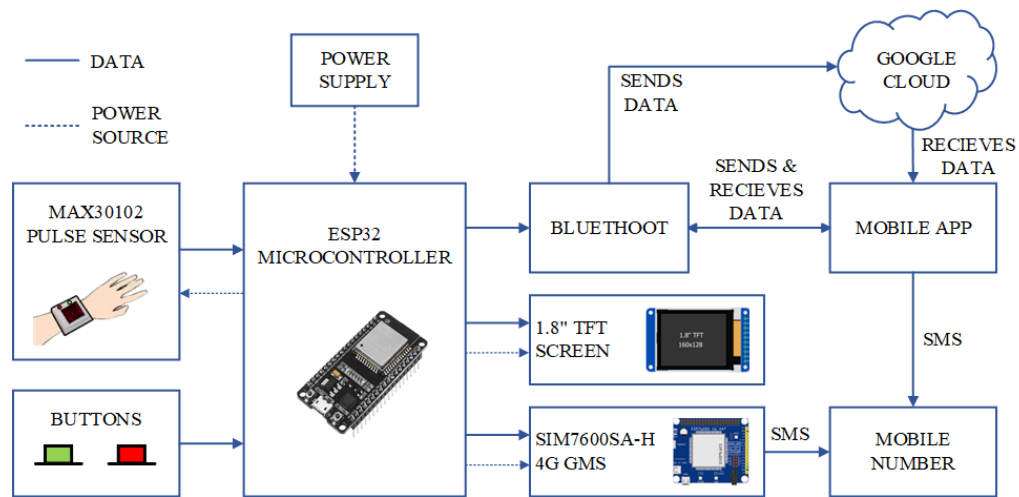 DATA
POWER
SOURCE
POWER
SUPPLY
SENDS
DATA
GOOGLE
CLOUD
RECIEVES
DATA
MAX30102
PULSE SENSOR
ESP32
MICROCONTROLLER
BLUETHOOT
SENDS &
RECIEVES
DATA
MOBILE APP
1.8" TFT
SCREEN
1.8" TFT
160x128
SMS
BUTTONS
SIM7600SA-H
4G GMS
SMS
MOBILE
NUMBER